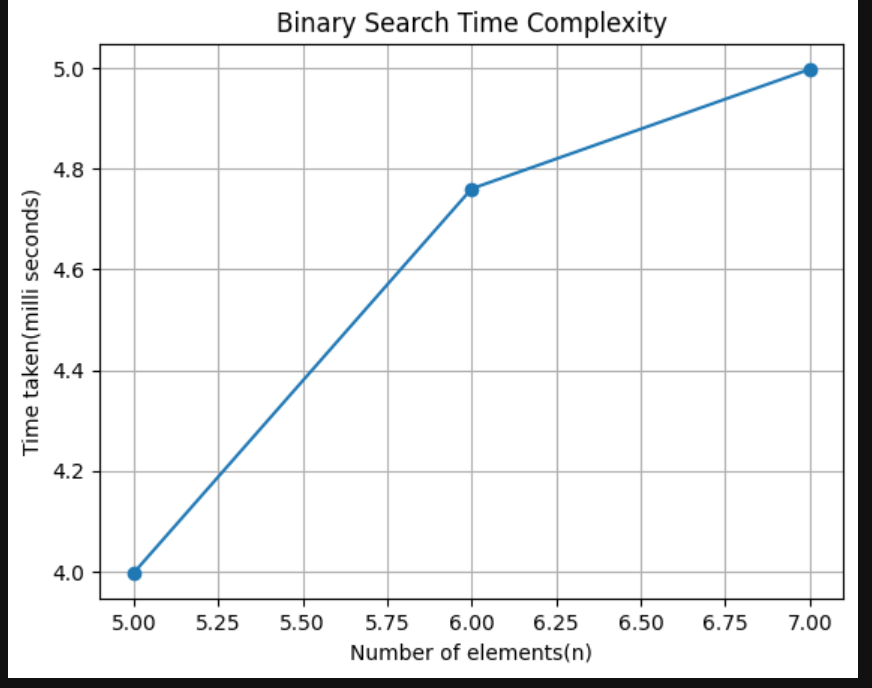 Binary Search Time Complexity
5.0
4.8
4.6
4.4
4.2
4.0
Time taken(milli seconds)
5.00 5.25 5.50 5.75 6.00 6.25 6.50 6.75 7.00
Number of elements(n)